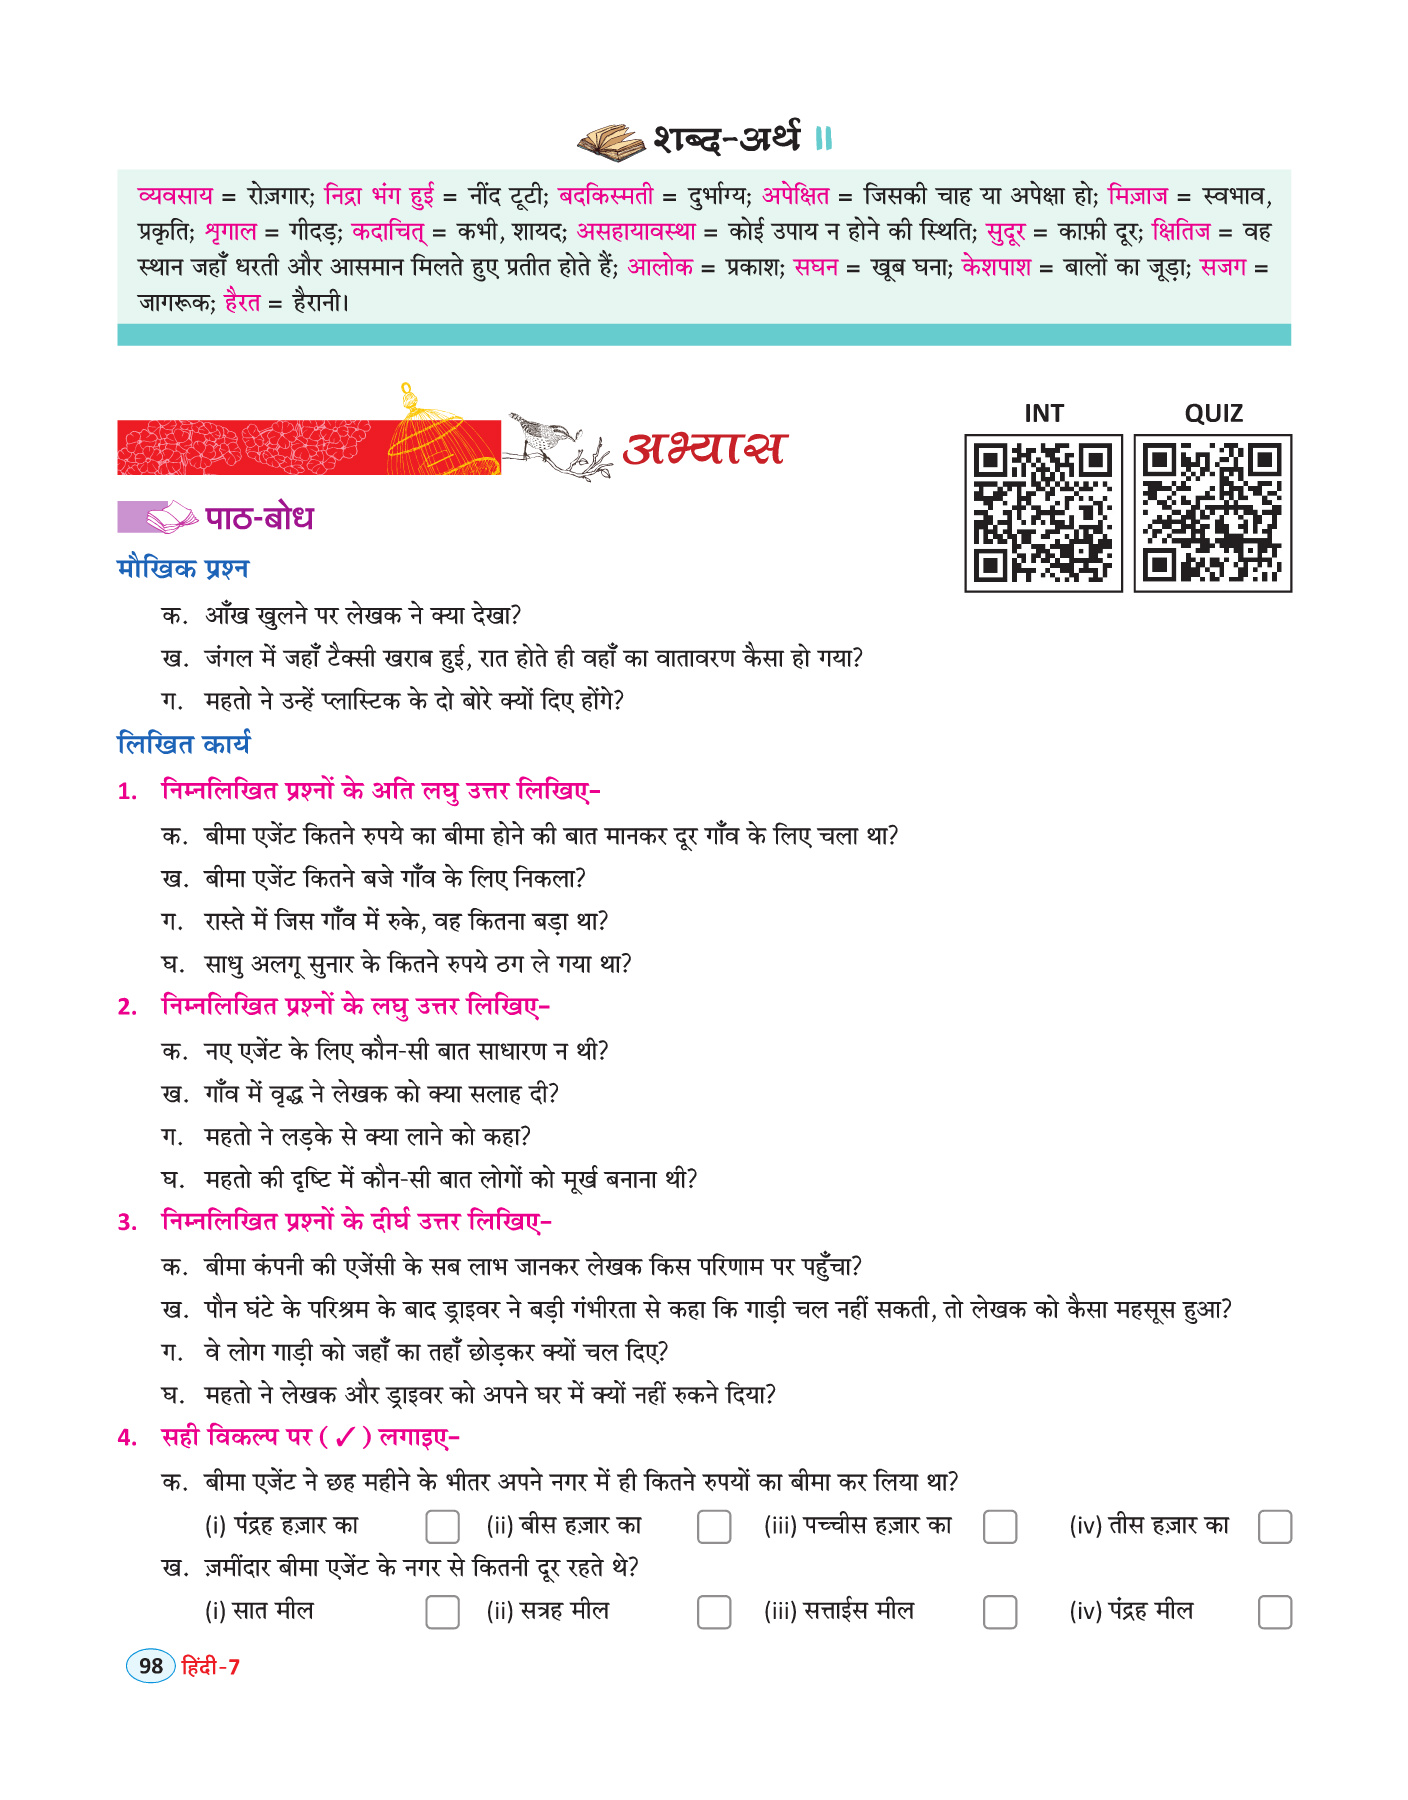 शब्द-अर्थ
व्यवसाय = रोज़गार; निद्रा भंग हुई = नींद टूटी; बदकिस्मती = दुर्भाग्य; अपेक्षित = जिसकी चाह या अपेक्षा हो; मिज़ाज = स्वभाव,
प्रकृति; शृगाल = गीदड़; कदाचित् = कभी, शायद; असहायावस्था = कोई उपाय न होने की स्थिति; सुदूर = काफ़ी दूर; क्षितिज = वह
स्थान जहाँ धरती और आसमान मिलते हुए प्रतीत होते हैं; आलोक = प्रकाश; सघन = खूब घना; केशपाश = बालों का जूड़ा; सजग =
जागरूक; हैरत = हैरानी।
INT QUIZ
अभ्यास
पाठ-बोध
मौखिक प्रश्न
क. आँख खुलने पर लेखक ने क्या देखा?
ख. जंगल में जहाँ टैक्सी खराब हुई, रात होते ही वहाँ का वातावरण कैसा हो गया?
ग. महतो ने उन्हें प्लास्टिक के दो बोरे क्यों दिए होंगे?
लिखित कार्य
1. निम्नलिखित प्रश्नों के अति लघु उत्तर लिखिए-
क. बीमा एजेंट कितने रुपये का बीमा होने की बात मानकर दूर गाँव के लिए चला था?
ख. बीमा एजेंट कितने बजे गाँव के लिए निकला?
ग. रास्ते में जिस गाँव में रुके, वह कितना बड़ा था?
घ. साधु अलगू सुनार के कितने रुपये ठग ले गया था?
2. निम्नलिखित प्रश्नों के लघु उत्तर लिखिए-
क. नए एजेंट के लिए कौन-सी बात साधारण न थी?
ख. गाँव में वृद्ध ने लेखक को क्या सलाह दी?
ग. महतो ने लड़के से क्या लाने को कहा?
घ. महतो की दृष्टि में कौन-सी बात लोगों को मूर्ख बनाना थी?
3. निम्नलिखित प्रश्नों के दीर्घ उत्तर लिखिए-
क. बीमा कंपनी की एजेंसी के सब लाभ जानकर लेखक किस परिणाम पर पहुँचा?
ख. पौन घंटे के परिश्रम के बाद ड्राइवर ने बड़ी गंभीरता से कहा कि गाड़ी चल नहीं सकती, तो लेखक को कैसा महसूस हुआ?
ग. वे लोग गाड़ी को जहाँ का तहाँ छोड़कर क्यों चल दिए?
घ. महतो ने लेखक और ड्राइवर को अपने घर में क्यों नहीं रुकने दिया?
4. सही विकल्प पर (✓) लगाइए-
क. बीमा एजेंट ने छह महीने के भीतर अपने नगर में ही कितने रुपयों का बीमा कर लिया था?
(i) पंद्रह हज़ार का (ii) बीस हज़ार का (iii) पच्चीस हज़ार का (iv) तीस हज़ार का
ख. ज़मींदार बीमा एजेंट के नगर से कितनी दूर रहते थे?
(i) सात मील (ii) सत्रह मील (iii) सत्ताईस मील (iv) पंद्रह मील
98 हिंदी-7